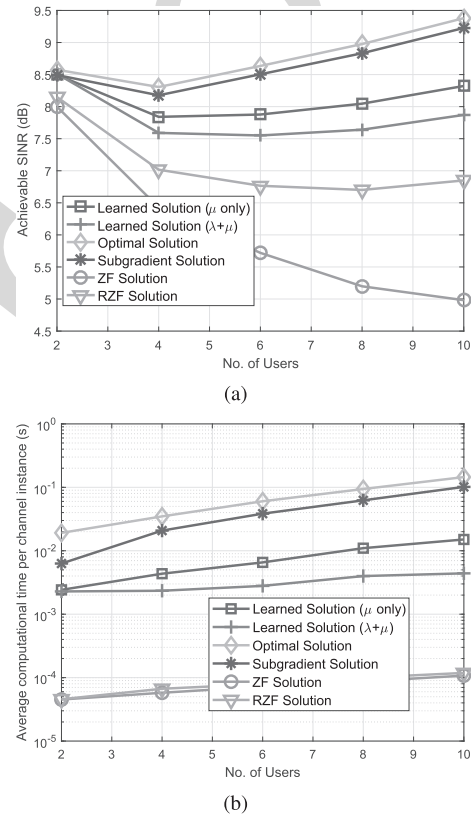 9.5
9
8.5
8
7.5
7
6.5
6
5.5
5
4.5
Achievable SINR (dB)
Learned Solution (μ only)
Learned Solution (λ+μ)
Optimal Solution
Subgradient Solution
ZF Solution
RZF Solution
2 3 4 5 6 7 8 9 10
No. of Users
(a)
10^0
10^-1
10^-2
10^-3
10^-4
10^-5
Average computational time per channel instance (s)
Learned Solution (μ only)
Learned Solution (λ+μ)
Optimal Solution
Subgradient Solution
ZF Solution
RZF Solution
2 3 4 5 6 7 8 9 10
No. of Users
(b)